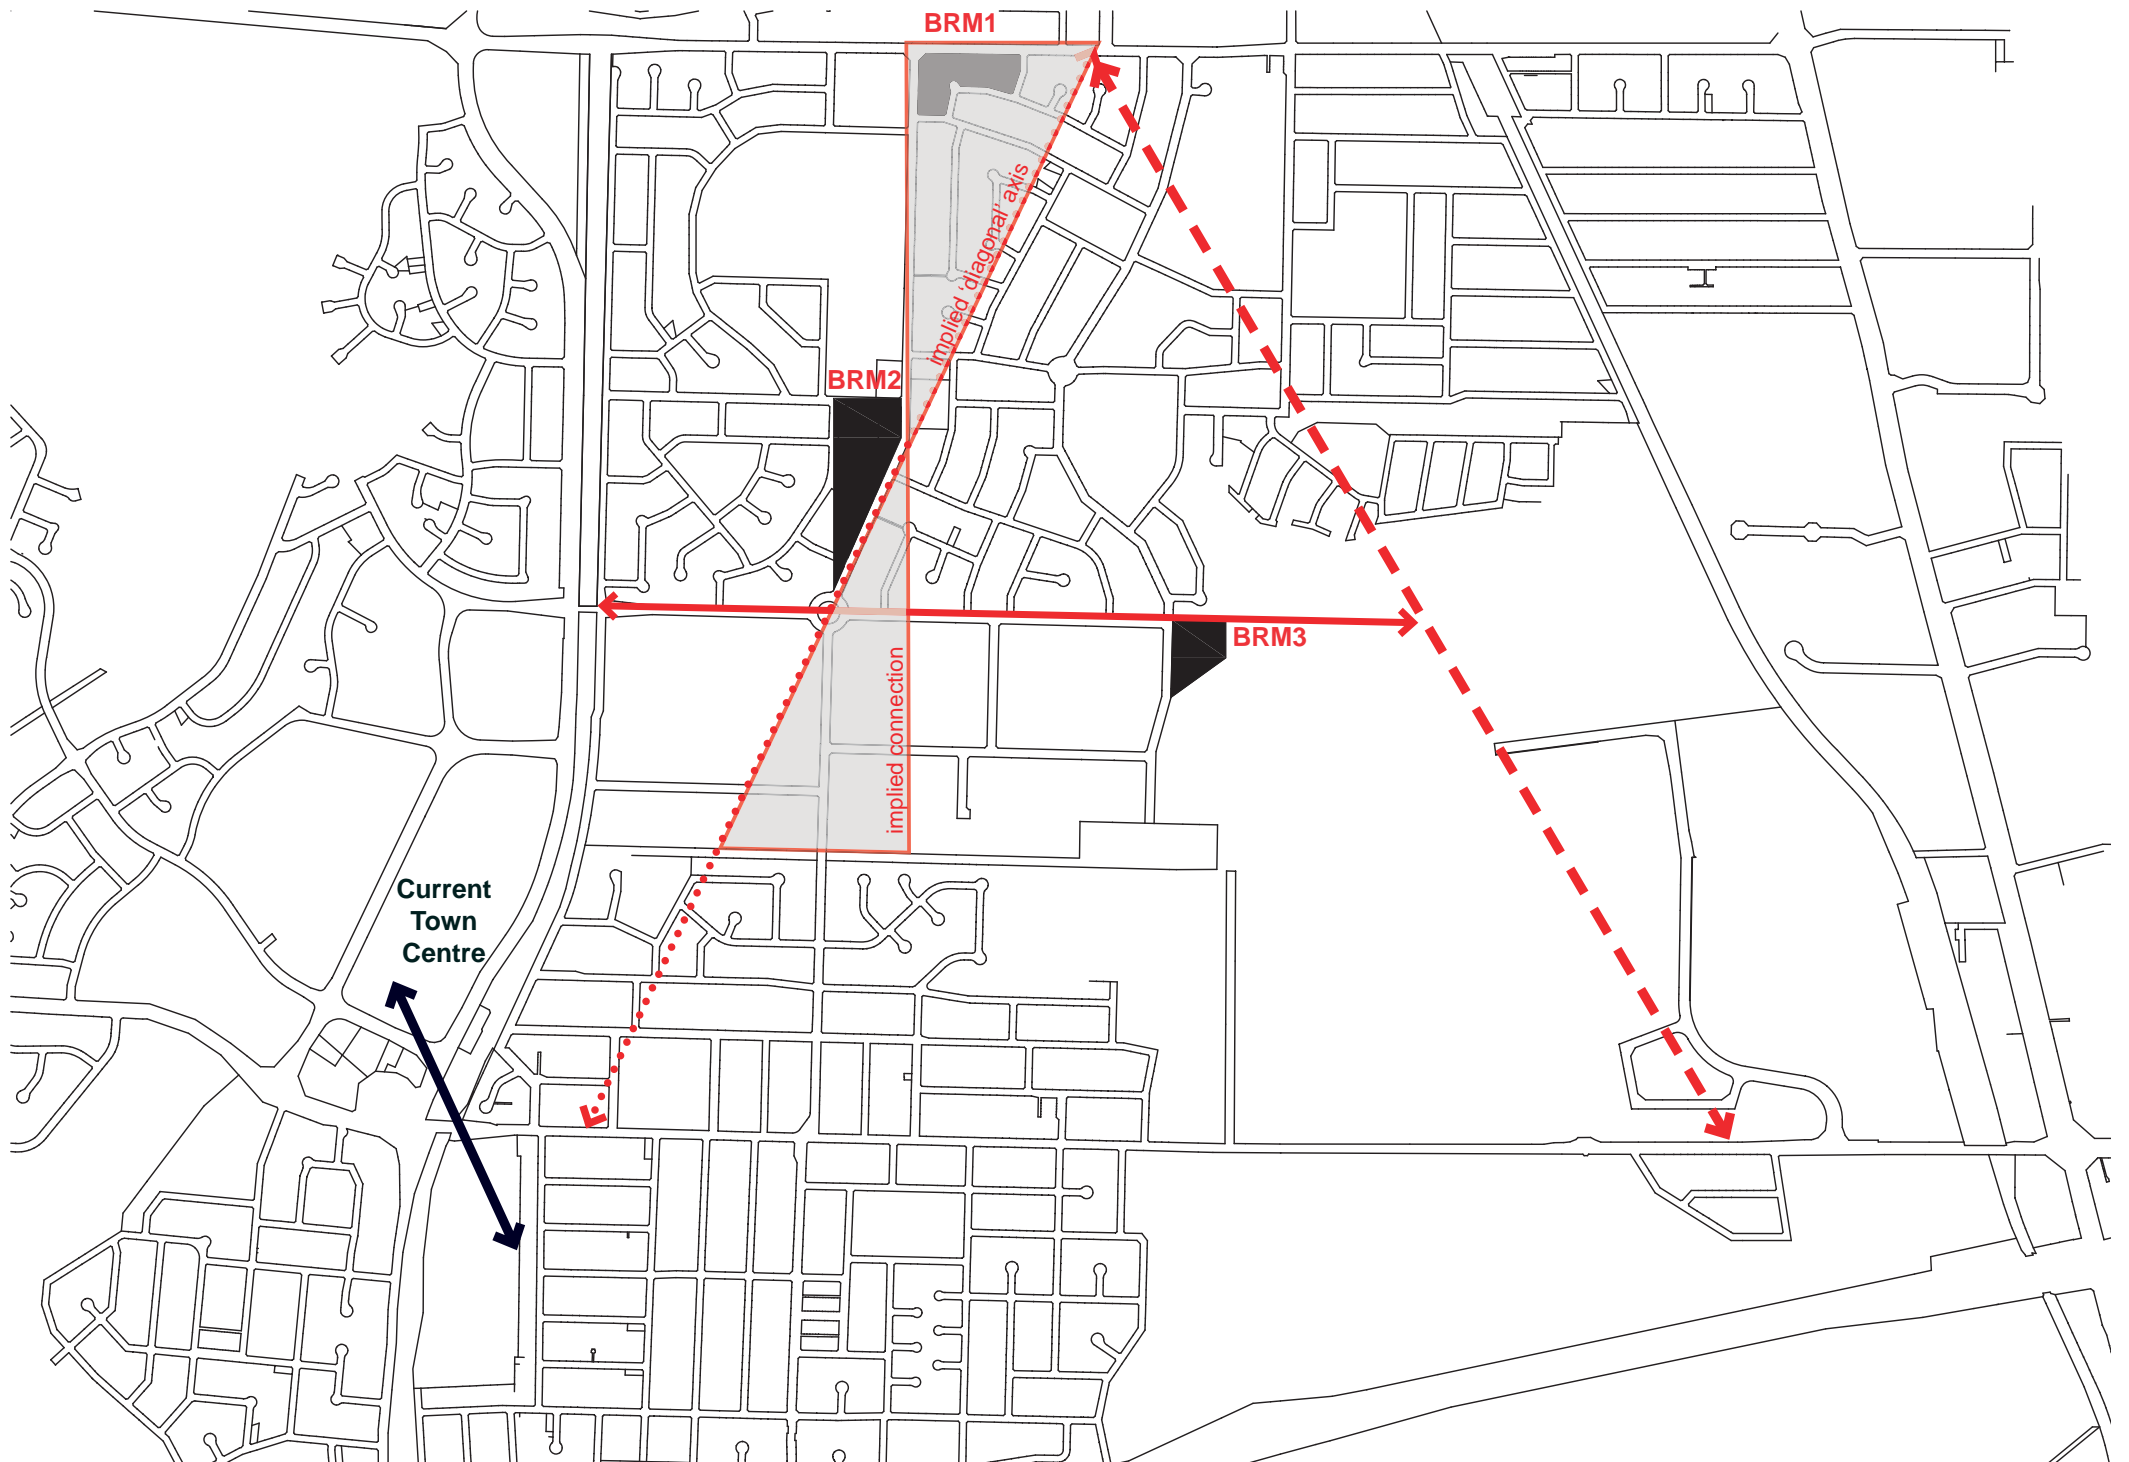 BRM1
implied ‘diagonal’ axis
BRM2
BRM3
implied connection
Current
Town
Centre